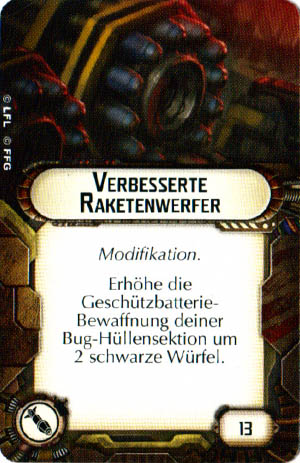 © LFL © FFG
VERBESSERTE
RAKETENWERFER
Modifikation.
Erhöhe die
Geschützbatterie-
Bewaffnung deiner
Bug-Hüllensektion um
2 schwarze Würfel.
13